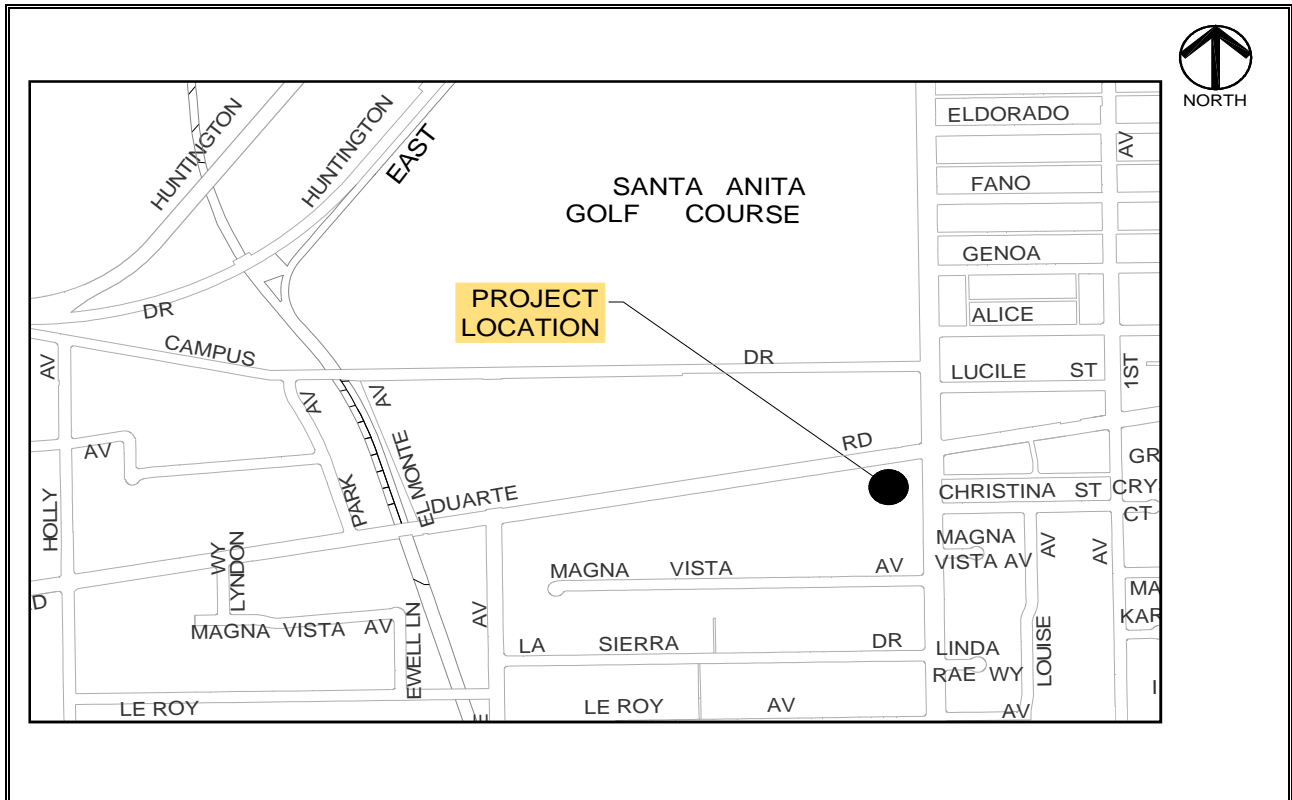 NORTH
HUNTINGTON
HUNTINGTON
EAST
ELDORADO
AV
SANTA ANITA
GOLF COURSE
FANO
GENOA
PROJECT
LOCATION
DR
ALICE
CAMPUS
DR
LUCILE ST
1ST
AV
AV
AV
RD
AV
GR
HOLLY
PARK
EL MONTE
DUARTE
CHRISTINA ST
CRY
CT
MAGNA
VISTA AV
AV
AV
WY
LYNDON
MAGNA VISTA AV
D
MA
KAR
MAGNA VISTA AV
EWELL LN
AV
LA SIERRA DR
LINDA
RAE WY
LOUISE
LE ROY
LE ROY AV
AV